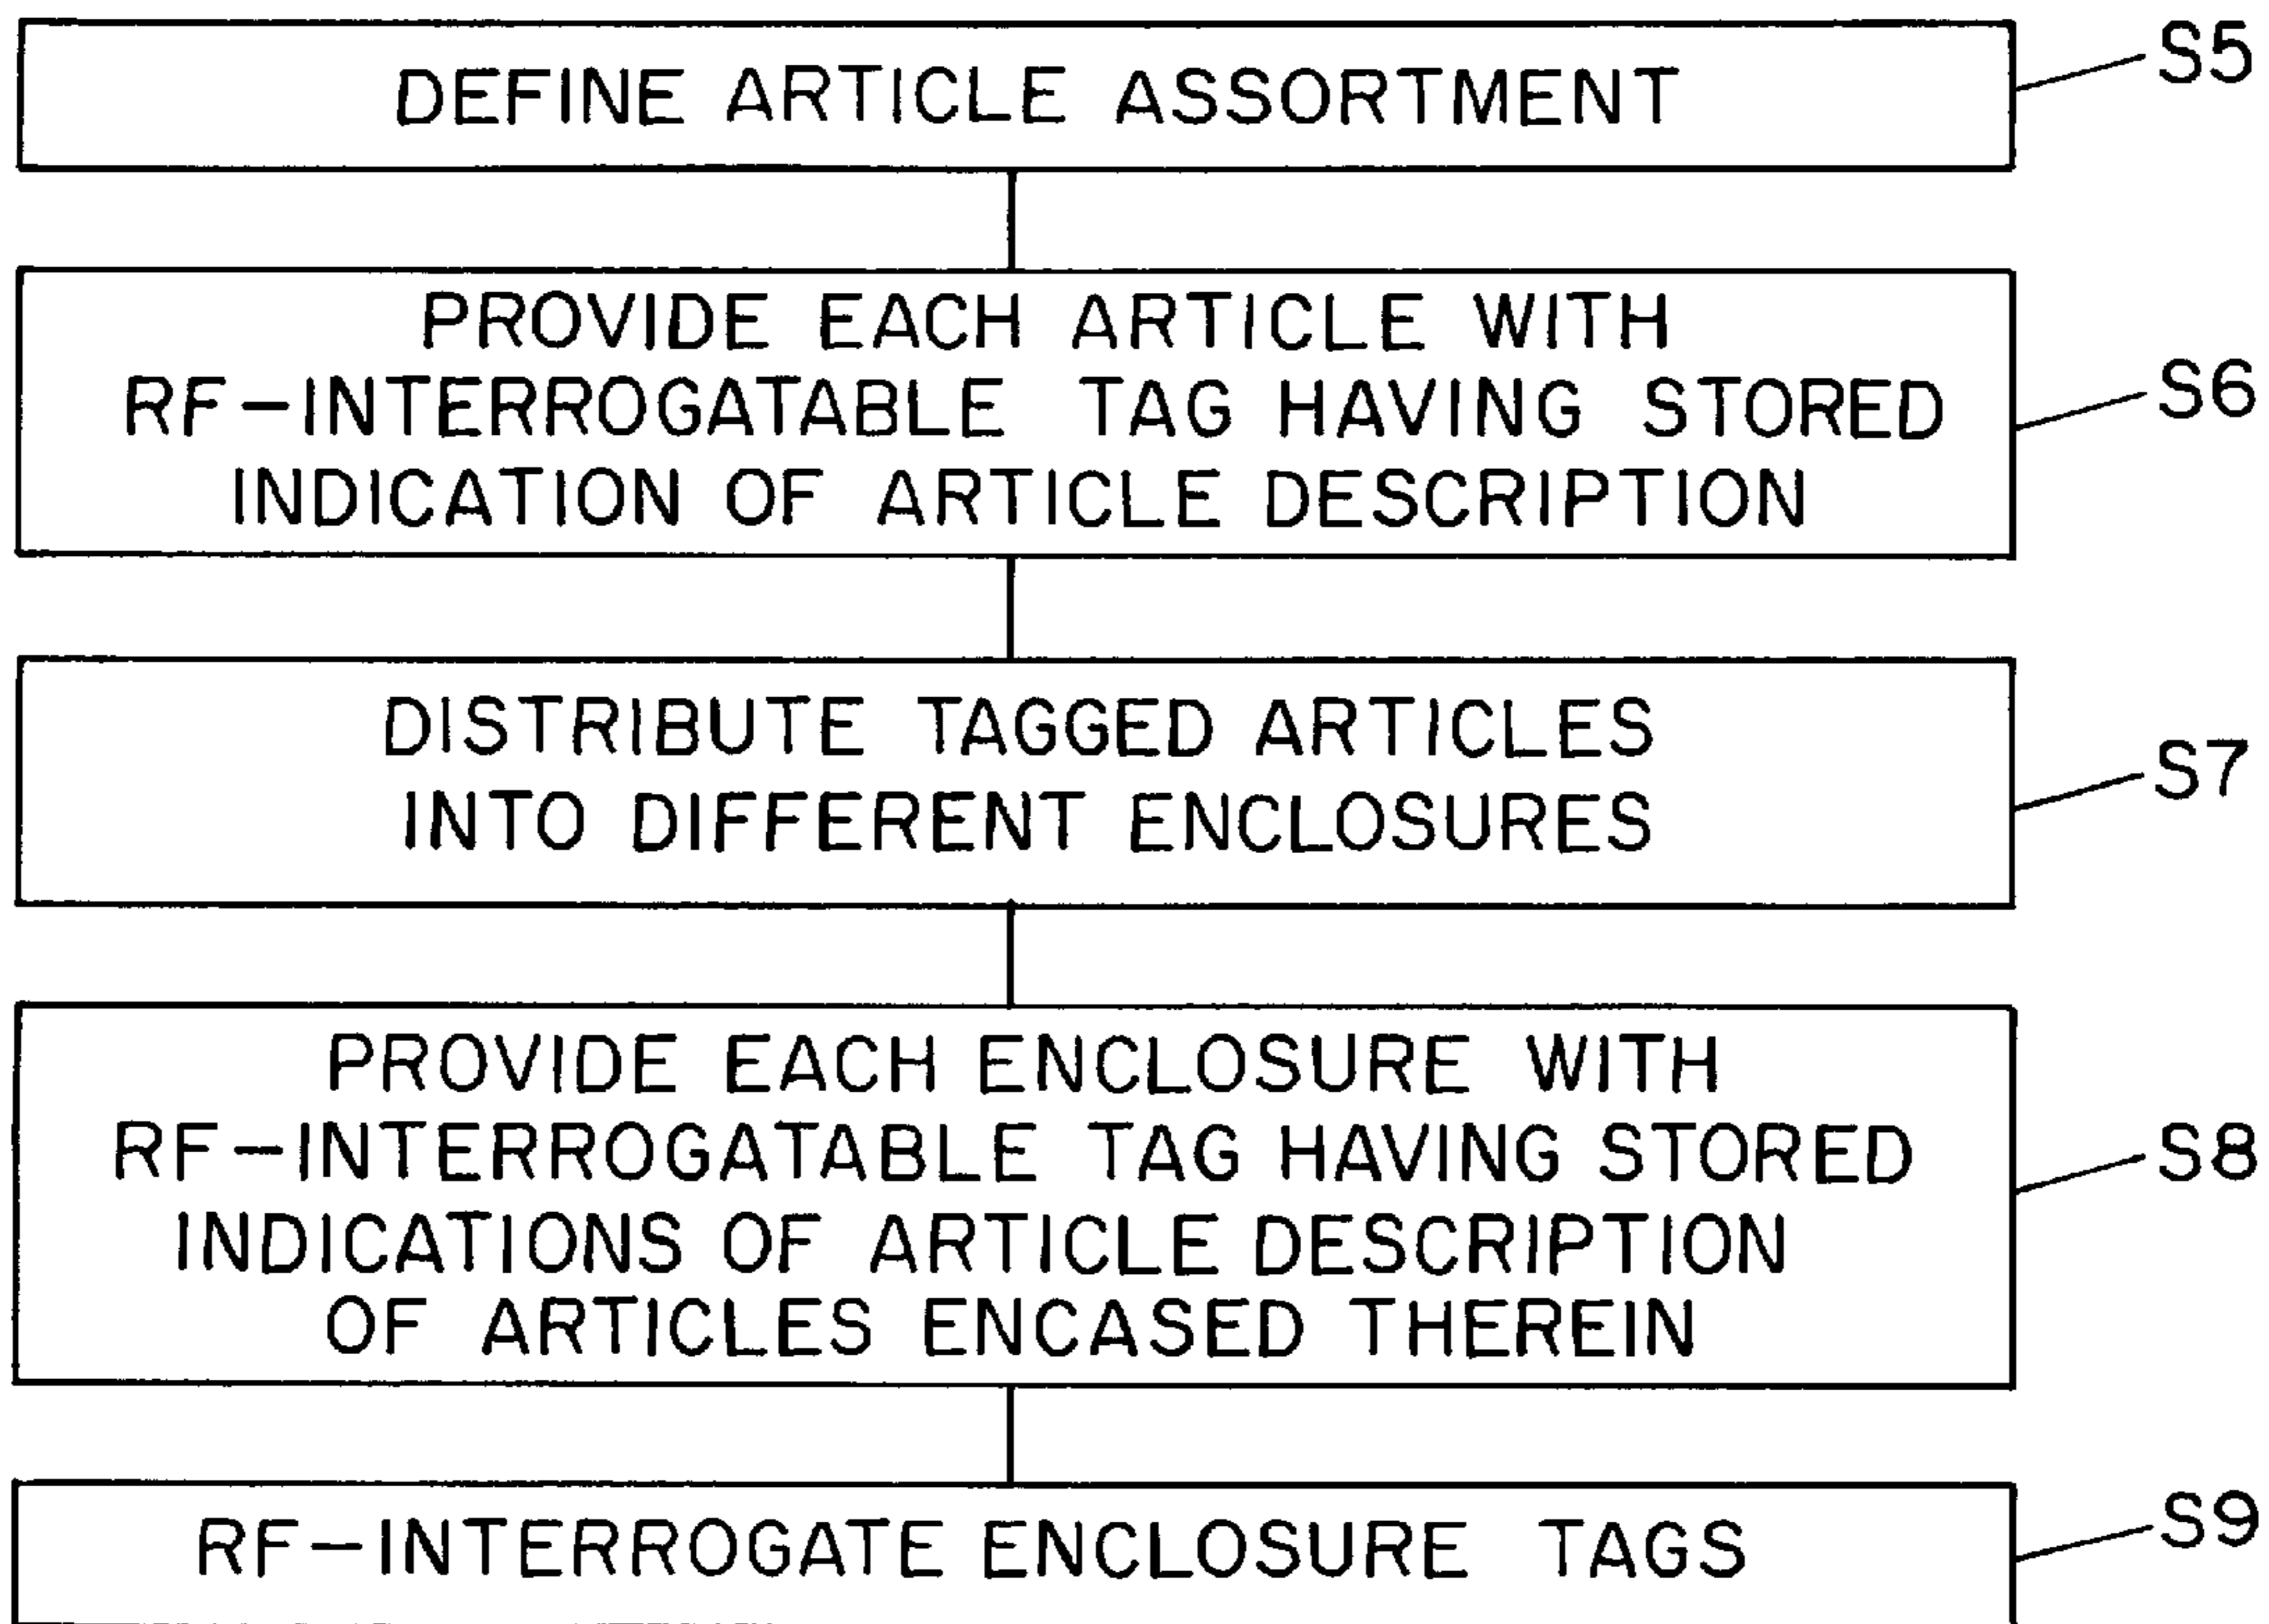 DEFINE ARTICLE ASSORTMENT
S5
PROVIDE EACH ARTICLE WITH
RF-INTERROGATABLE TAG HAVING STORED
INDICATION OF ARTICLE DESCRIPTION
S6
DISTRIBUTE TAGGED ARTICLES
INTO DIFFERENT ENCLOSURES
S7
PROVIDE EACH ENCLOSURE WITH
RF-INTERROGATABLE TAG HAVING STORED
INDICATIONS OF ARTICLE DESCRIPTION
OF ARTICLES ENCASED THEREIN
S8
RF-INTERROGATE ENCLOSURE TAGS
S9